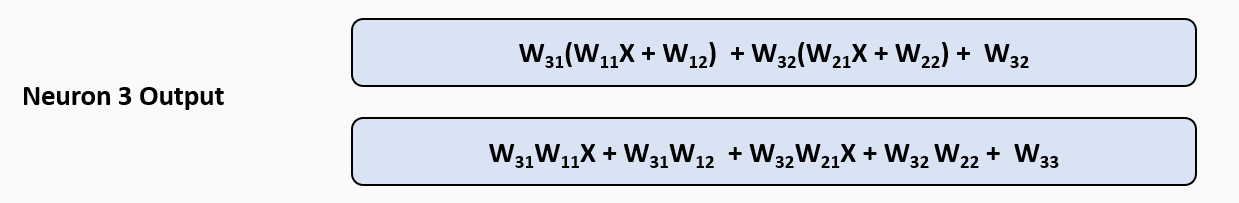 W₃₁(W₁₁X + W₁₂) + W₃₂(W₂₁X + W₂₂) + W₃₂
Neuron 3 Output
W₃₁W₁₁X + W₃₁W₁₂ + W₃₂W₂₁X + W₃₂ W₂₂ + W₃₃